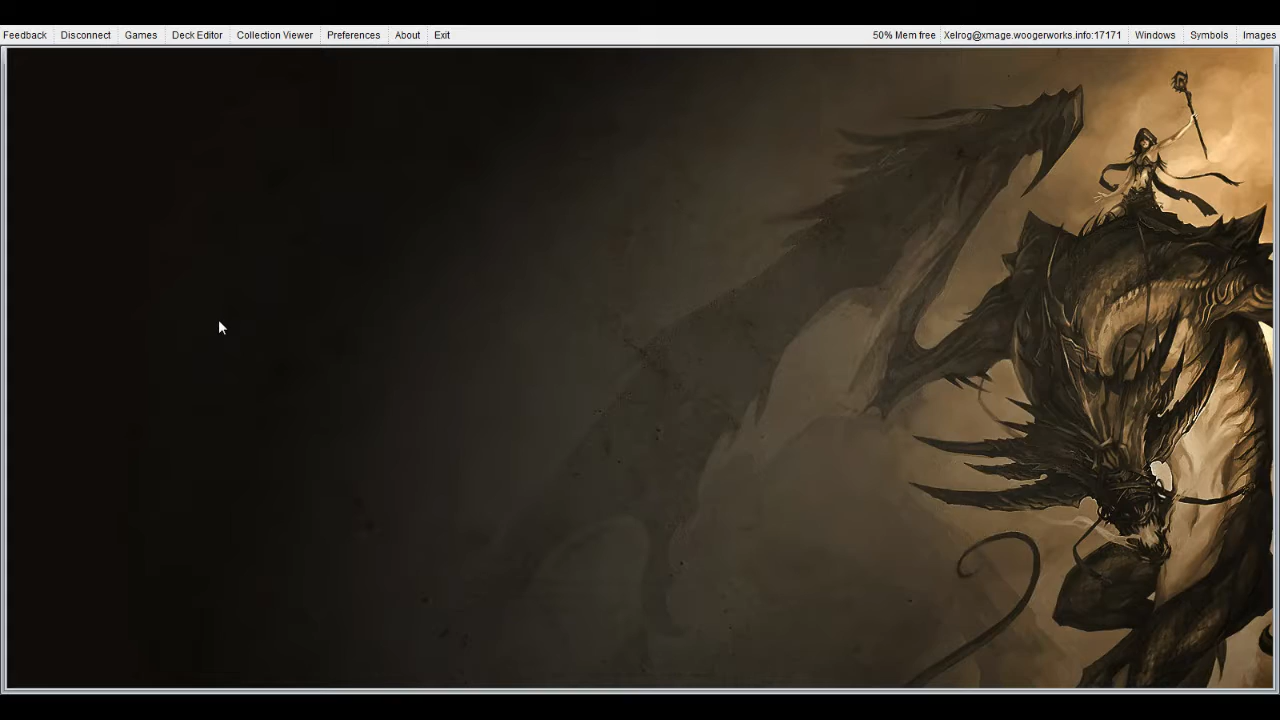 Feedback Disconnect Games Deck Editor Collection Viewer Preferences About Exit 50% Mem free Xelrog@xmage.woogerworks.info:17171 Windows Symbols Images